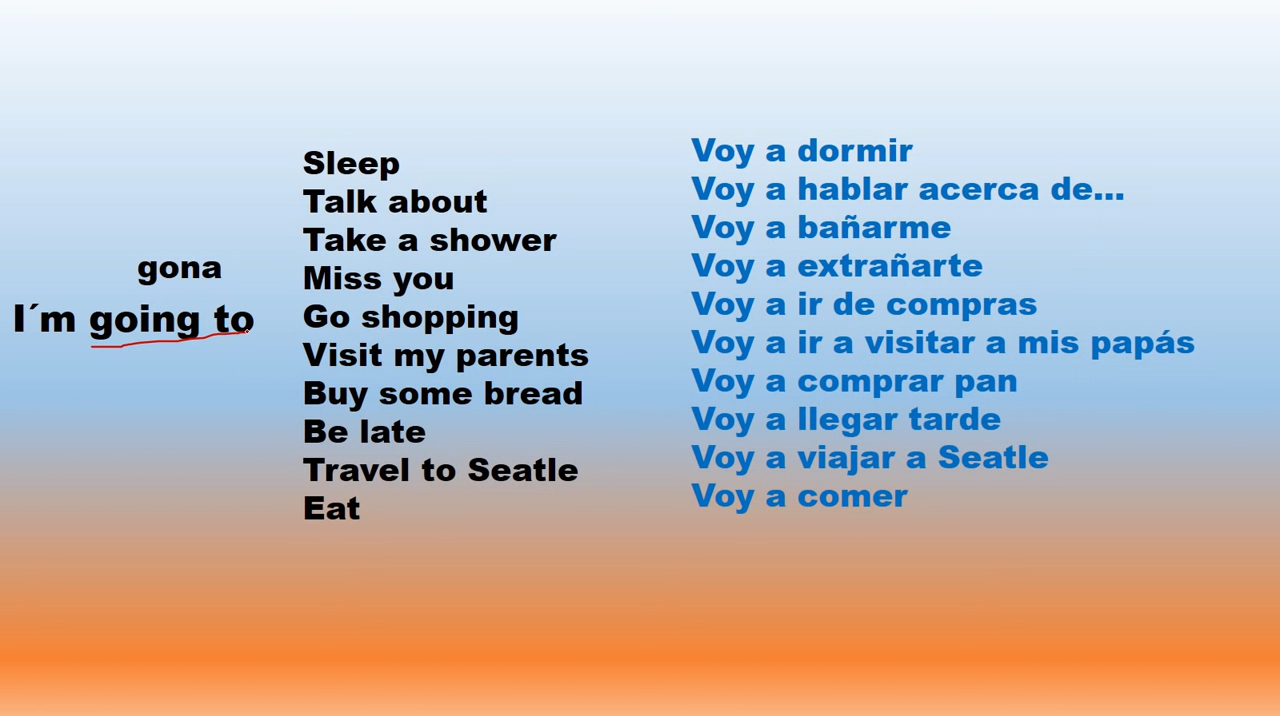 gona
I´m going to
Sleep
Talk about
Take a shower
Miss you
Go shopping
Visit my parents
Buy some bread
Be late
Travel to Seatle
Eat
Voy a dormir
Voy a hablar acerca de...
Voy a bañarme
Voy a extrañarte
Voy a ir de compras
Voy a ir a visitar a mis papás
Voy a comprar pan
Voy a llegar tarde
Voy a viajar a Seatle
Voy a comer